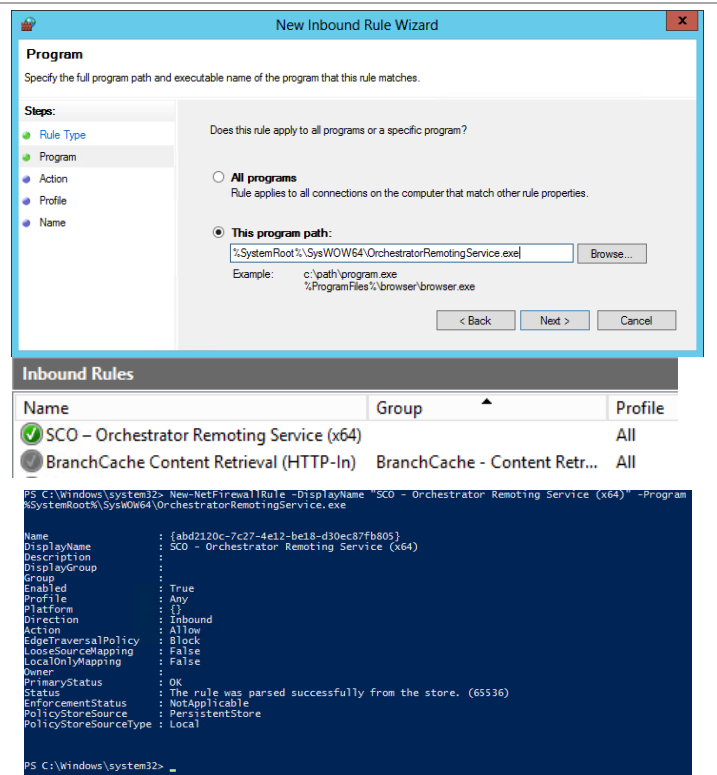 New Inbound Rule Wizard
x
Program
Specify the full program path and executable name of the program that this rule matches.
Steps:
Rule Type
Program
Action
Profile
Name
Does this rule apply to all programs or a specific program?
All programs
Rule applies to all connections on the computer that match other rule properties.
This program path:
%SystemRoot%\SysWOW64\OrchestratorRemotingService.exe
Browse...
Example: c:\path\program.exe
%ProgramFiles%\browser\browser.exe
< Back Next > Cancel
Inbound Rules
Name Group Profile
SCO – Orchestrator Remoting Service (x64) All
BranchCache Content Retrieval (HTTP-In) BranchCache - Content Retr... All
PS C:\Windows\system32> New-NetFirewallRule -DisplayName "SCO - Orchestrator Remoting Service (x64)" -Program
%SystemRoot%\SysWOW64\OrchestratorRemotingService.exe
Name : {abd2120c-7c27-4e12-be18-d30ec87fb805}
DisplayName : SCO - Orchestrator Remoting Service (x64)
Description :
DisplayGroup :
Group :
Enabled : True
Profile : Any
Platform : {}
Direction : Inbound
Action : Allow
EdgeTraversalPolicy : Block
LooseSourceMapping : False
LocalOnlyMapping : False
Owner :
PrimaryStatus : OK
Status : The rule was parsed successfully from the store. (65536)
EnforcementStatus : NotApplicable
PolicyStoreSource : PersistentStore
PolicyStoreSourceType : Local
PS C:\Windows\system32> _